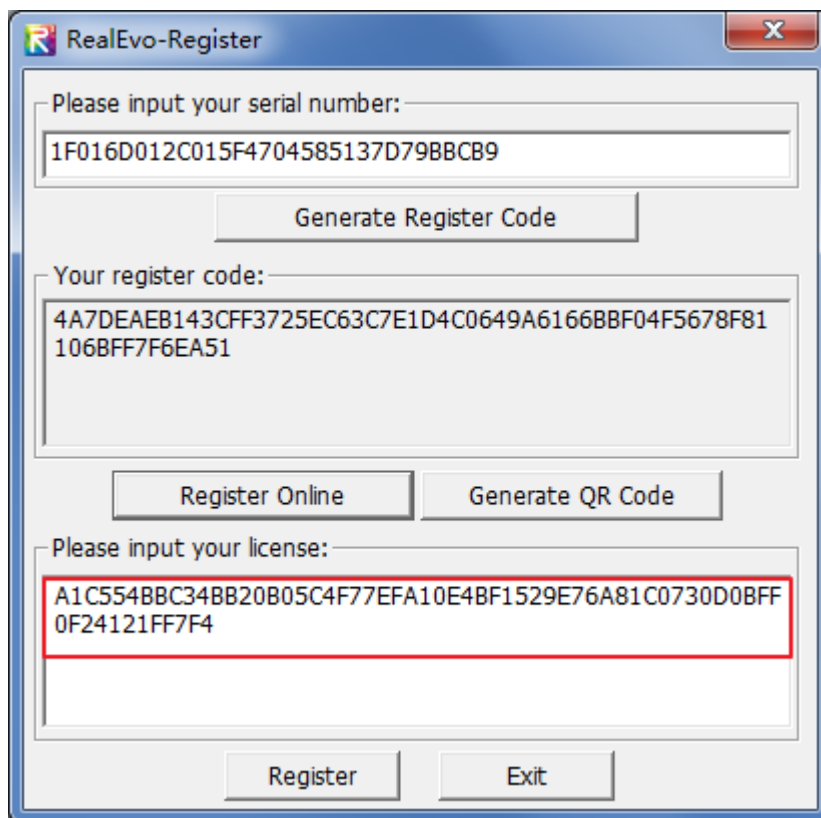 RealEvo-Register
Please input your serial number:
1F016D012C015F4704585137D79BBCB9
Generate Register Code
Your register code:
4A7DEAEB143CFF3725EC63C7E1D4C0649A6166BBF04F5678F81
106BFF7F6EA51
Register Online
Generate QR Code
Please input your license:
A1C554BBC34BB20B05C4F77EFA10E4BF1529E76A81C0730D0BFF
0F24121FF7F4
Register
Exit